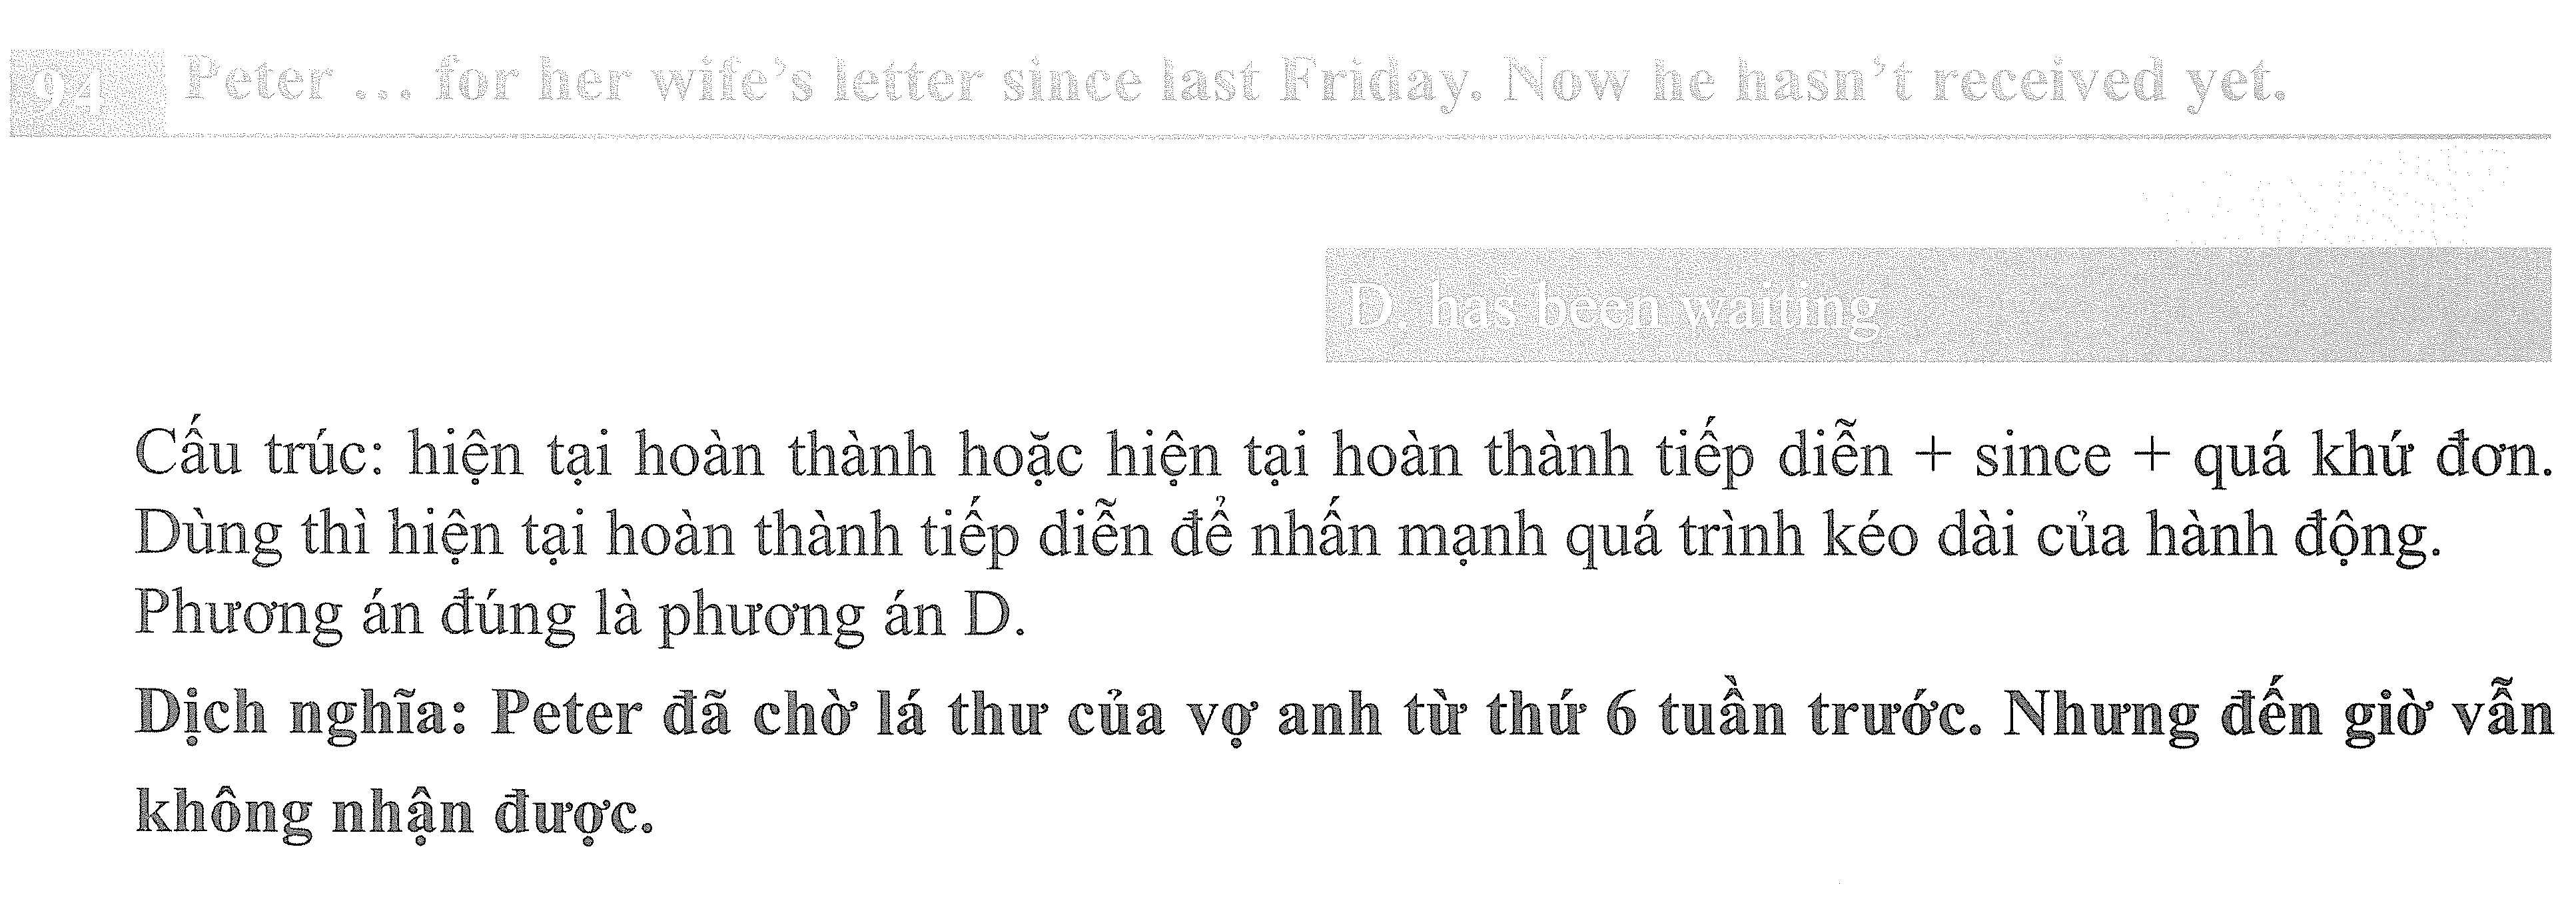 94 Peter ... for her wife's letter since last Friday. Now he hasn't received yet.
D. has been waiting
Cấu trúc: hiện tại hoàn thành hoặc hiện tại hoàn thành tiếp diễn + since + quá khứ đơn.
Dùng thì hiện tại hoàn thành tiếp diễn để nhấn mạnh quá trình kéo dài của hành động.
Phương án đúng là phương án D.
Dịch nghĩa: Peter đã chờ lá thư của vợ anh từ thứ 6 tuần trước. Nhưng đến giờ vẫn
không nhận được.